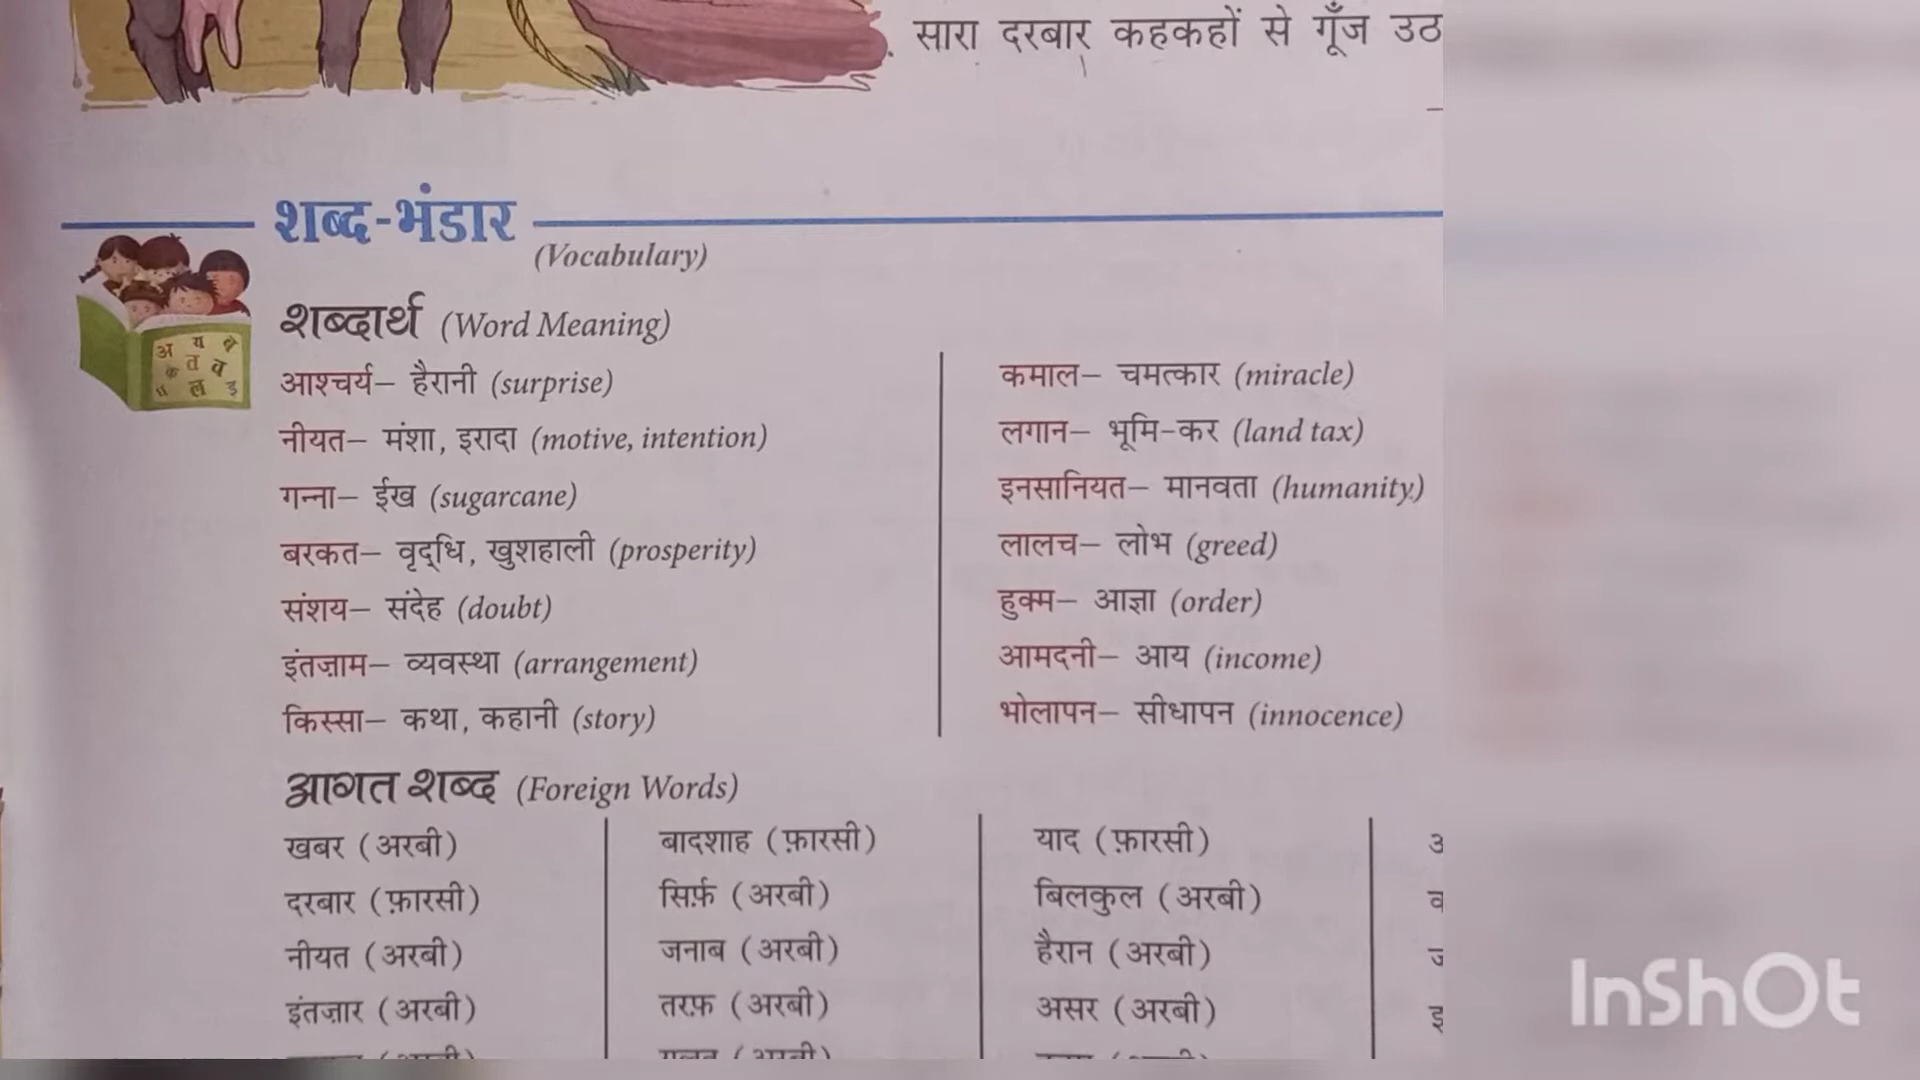 सारा दरबार कहकहों से गूँज उठ
शब्द-भंडार
(Vocabulary)
शब्दार्थ (Word Meaning)
आश्चर्य– हैरानी (surprise)
नीयत– मंशा, इरादा (motive, intention)
गन्ना– ईख (sugarcane)
बरकत– वृद्‌धि, खुशहाली (prosperity)
संशय– संदेह (doubt)
इंतज़ाम– व्यवस्था (arrangement)
किस्सा– कथा, कहानी (story)
कमाल– चमत्कार (miracle)
लगान– भूमि-कर (land tax)
इनसानियत– मानवता (humanity)
लालच– लोभ (greed)
हुक्म– आज्ञा (order)
आमदनी– आय (income)
भोलापन– सीधापन (innocence)
आगत शब्द (Foreign Words)
खबर (अरबी)
दरबार (फ़ारसी)
नीयत (अरबी)
इंतज़ार (अरबी)
बादशाह (फ़ारसी)
सिर्फ़ (अरबी)
जनाब (अरबी)
तरफ़ (अरबी)
याद (फ़ारसी)
बिलकुल (अरबी)
हैरान (अरबी)
असर (अरबी)
InShOt